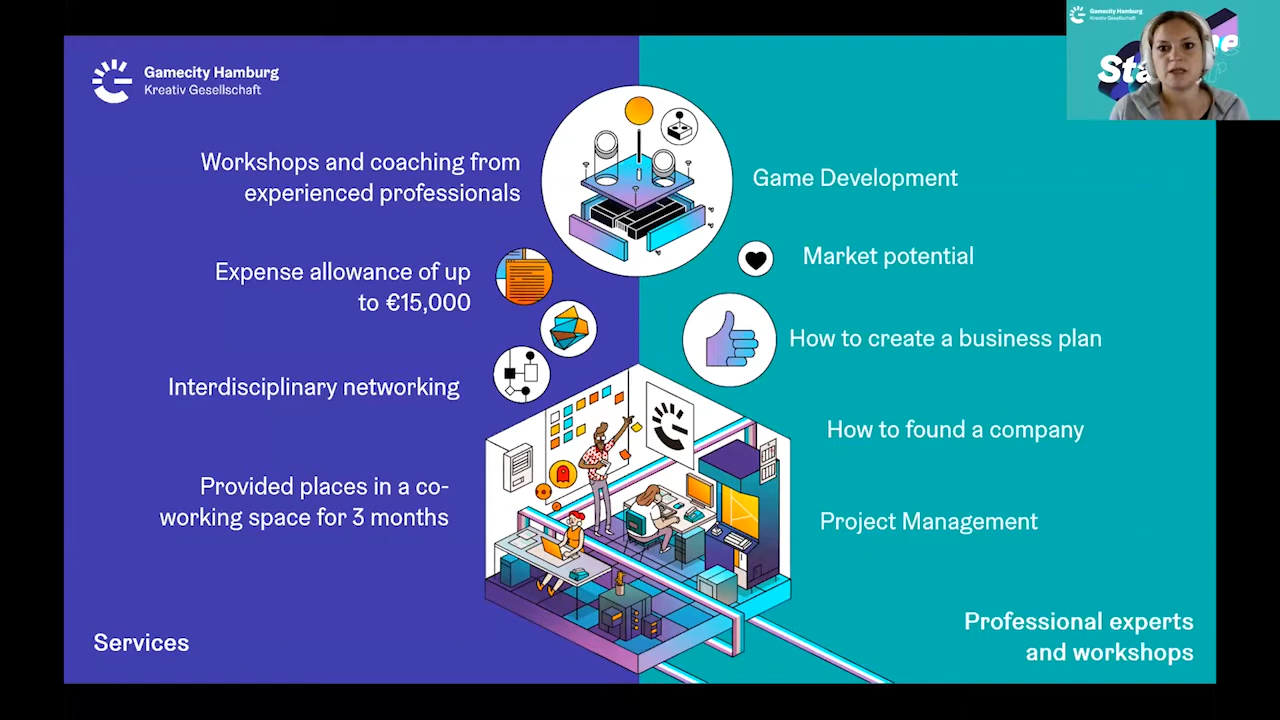 Gamecity Hamburg
Kreativ Gesellschaft
Workshops and coaching from
experienced professionals
Expense allowance of up
to €15,000
Interdisciplinary networking
Provided places in a co-
working space for 3 months
Services
Game Development
Market potential
How to create a business plan
How to found a company
Project Management
Professional experts
and workshops
Gamecity Hamburg
Kreativ Gesellschaft